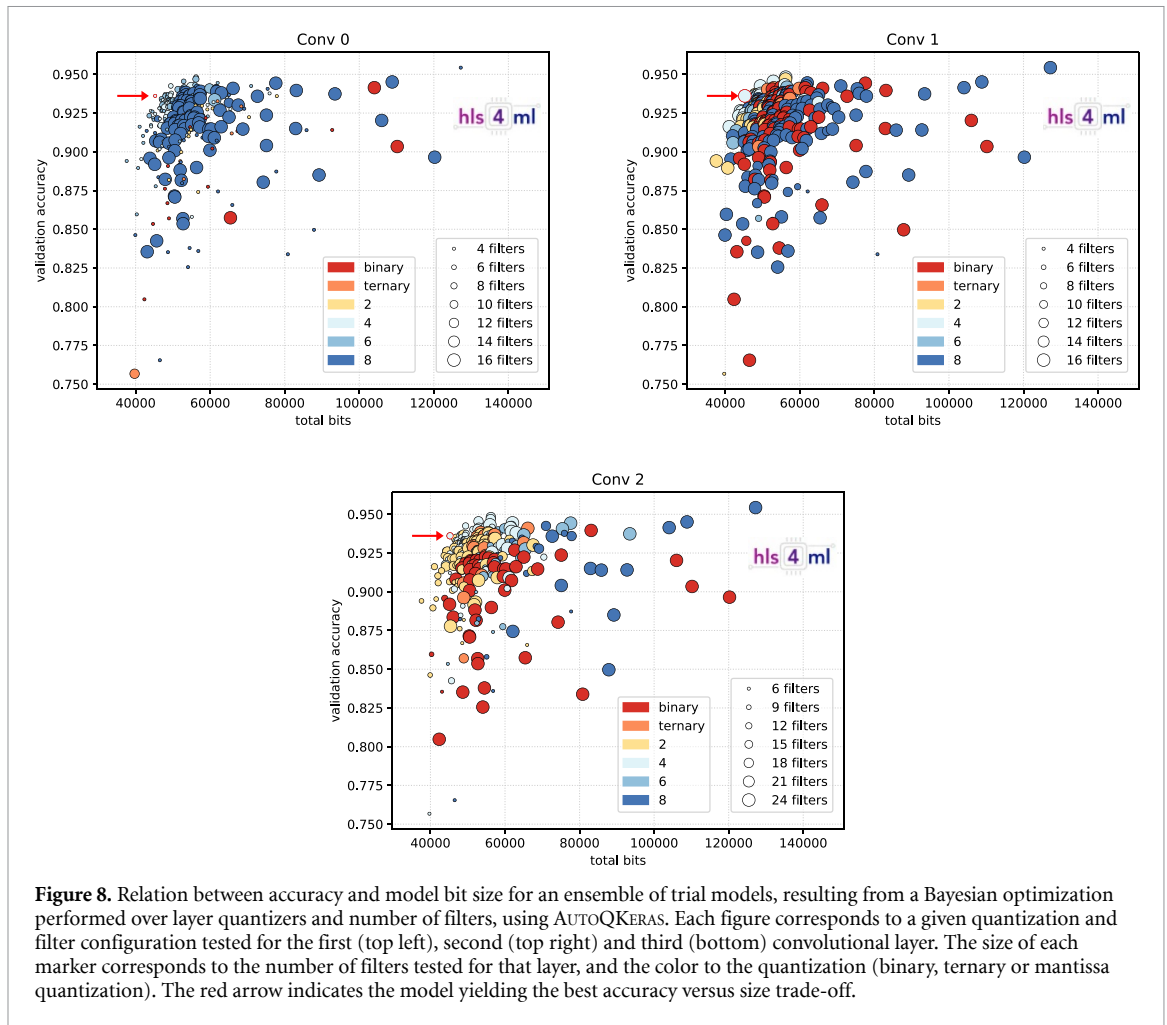 Conv 0
0.950
0.925
0.900
0.875
0.850
0.825
0.800
0.775
0.750
validation accuracy
hls 4 ml
binary
ternary
2
4
6
8
4 filters
6 filters
8 filters
10 filters
12 filters
14 filters
16 filters
40000 60000 80000 100000 120000 140000
total bits
Conv 1
0.950
0.925
0.900
0.875
0.850
0.825
0.800
0.775
0.750
validation accuracy
hls 4 ml
binary
ternary
2
4
6
8
4 filters
6 filters
8 filters
10 filters
12 filters
14 filters
16 filters
40000 60000 80000 100000 120000 140000
total bits
Conv 2
0.950
0.925
0.900
0.875
0.850
0.825
0.800
0.775
0.750
validation accuracy
hls 4 ml
binary
ternary
2
4
6
8
6 filters
9 filters
12 filters
15 filters
18 filters
21 filters
24 filters
40000 60000 80000 100000 120000 140000
total bits
Figure 8. Relation between accuracy and model bit size for an ensemble of trial models, resulting from a Bayesian optimization
performed over layer quantizers and number of filters, using AUTOQKERAS. Each figure corresponds to a given quantization and
filter configuration tested for the first (top left), second (top right) and third (bottom) convolutional layer. The size of each
marker corresponds to the number of filters tested for that layer, and the color to the quantization (binary, ternary or mantissa
quantization). The red arrow indicates the model yielding the best accuracy versus size trade-off.